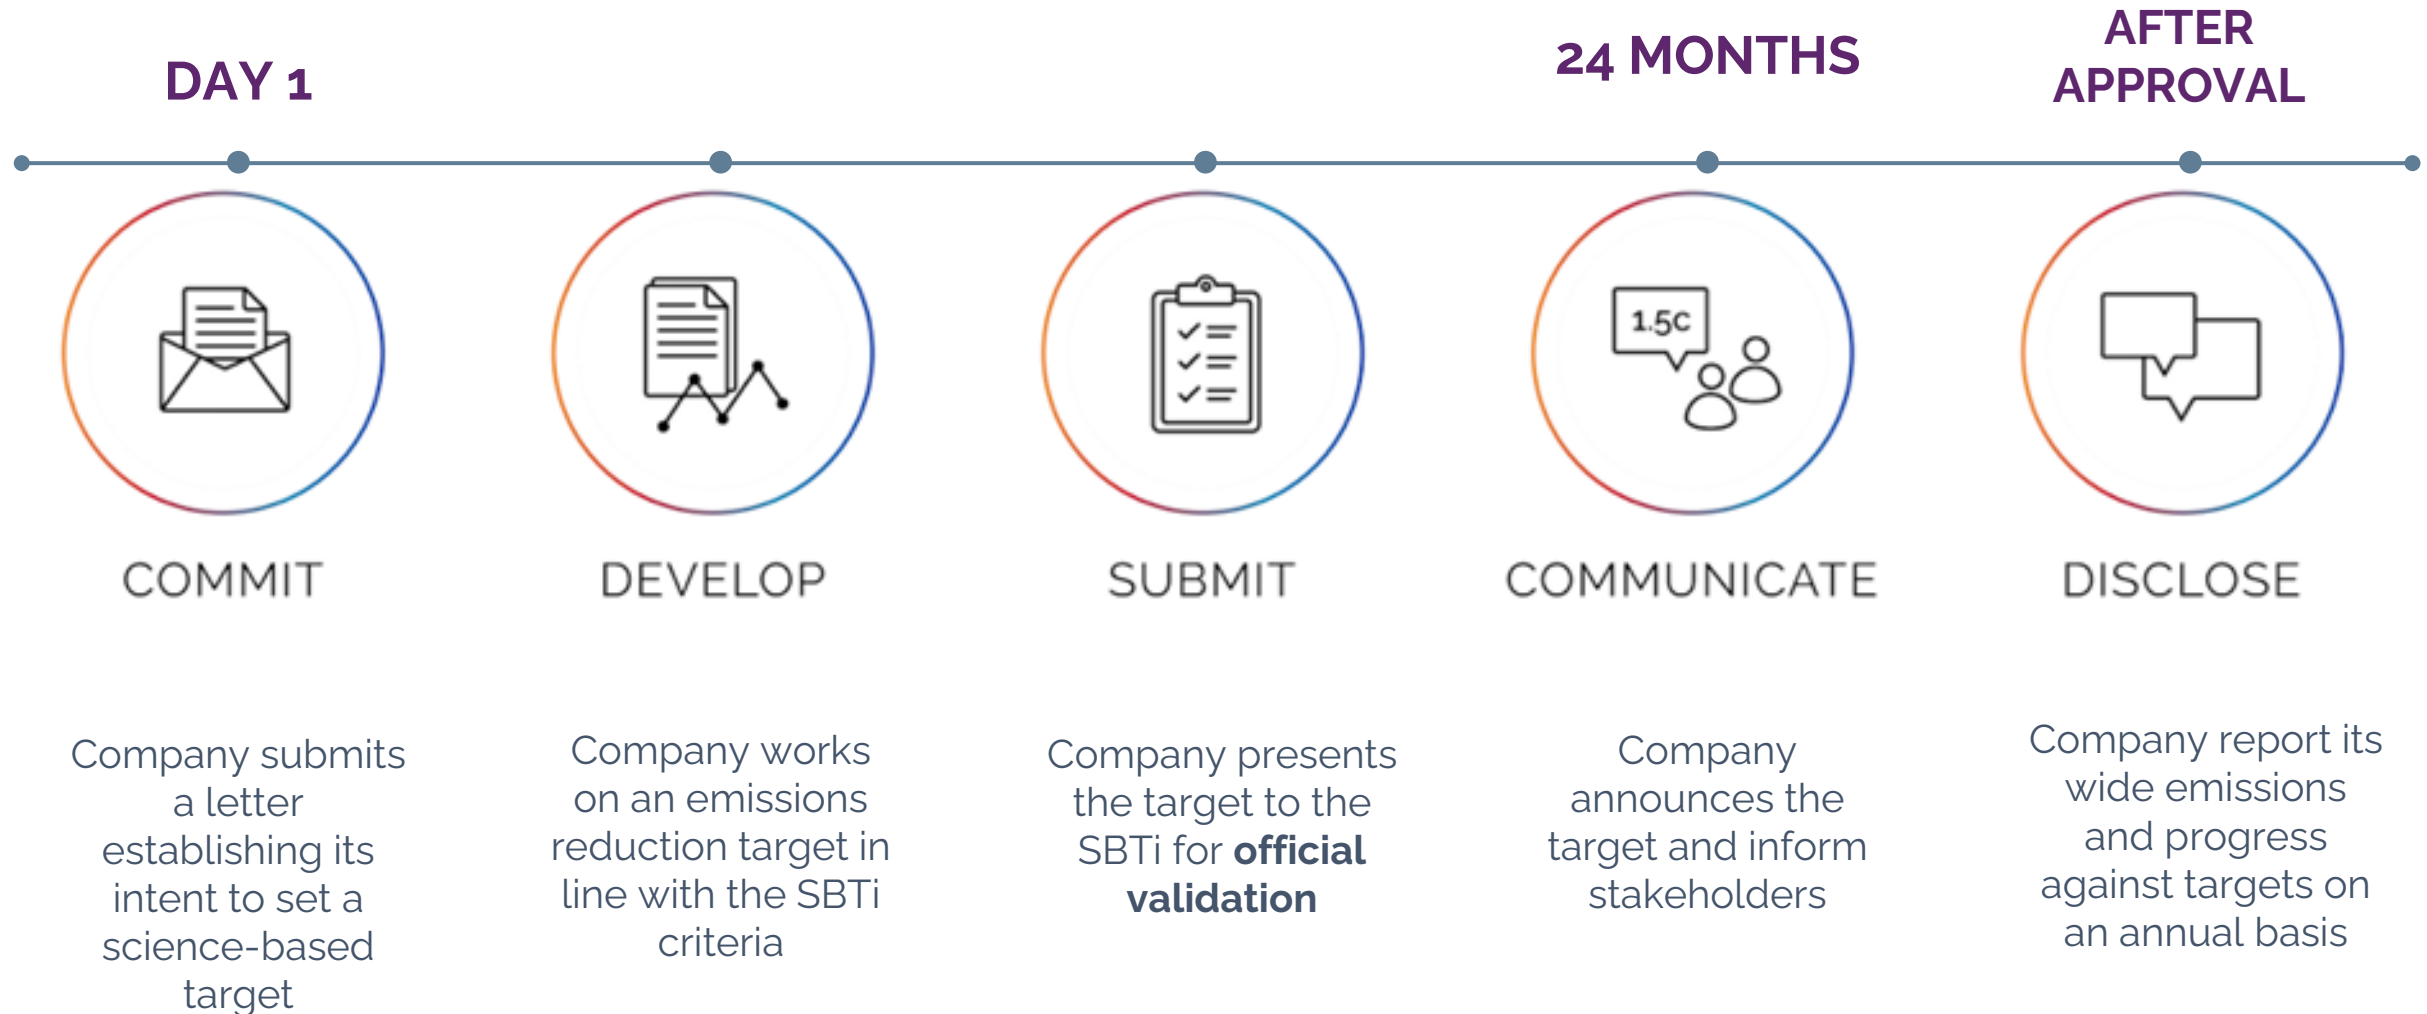 DAY 1
24 MONTHS
AFTER
APPROVAL
1.5c
COMMIT
DEVELOP
SUBMIT
COMMUNICATE
DISCLOSE
Company submits
a letter
establishing its
intent to set a
science-based
target
Company works
on an emissions
reduction target in
line with the SBTi
criteria
Company presents
the target to the
SBTi for official
validation
Company
announces the
target and inform
stakeholders
Company report its
wide emissions
and progress
against targets on
an annual basis